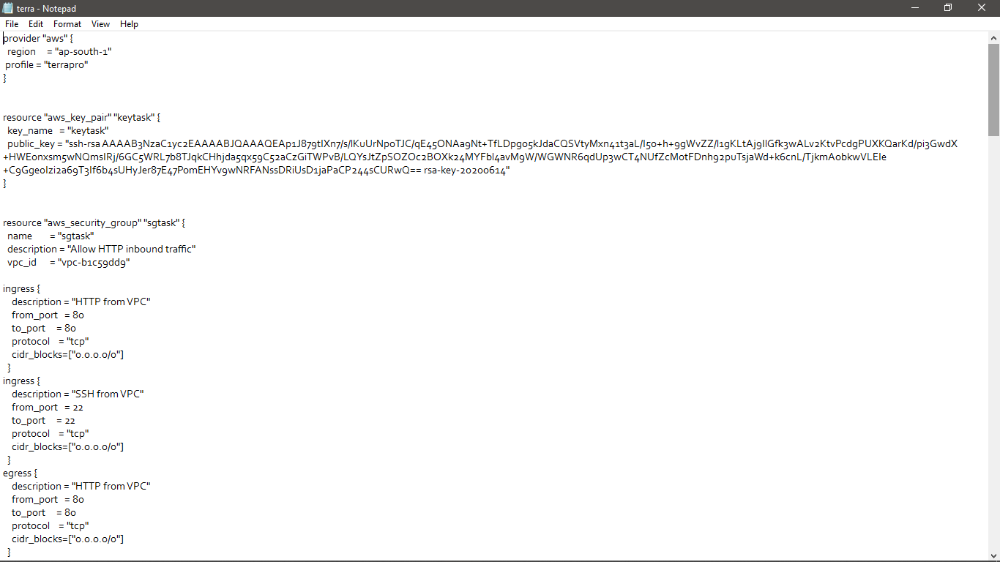 terra - Notepad
File Edit Format View Help
provider "aws" {
region = "ap-south-1"
profile = "terrapro"
}
resource "aws_key_pair" "keytask" {
key_name = "keytask"
public_key = "ssh-rsa AAAAB3NzaC1yc2EAAAABJQAAAQEAp1J879tIXn7/s/lKuUrNp0TJC/qE45ONAa9Nt+TfLDpg05kJdaCQSVtyMxn41t3aL/I50+h+9gWvZZ/l1gKLtAj9IlGfk3wALv2KtvPcdgPUXKQarKd/pi3GwdX
+HWEonxsm5wNQmsIRj/6GC5WRL7b8TJqkCHhjda5qx59C52aCzGiTWPvB/LQYsJtZpSOZOc2BOXk24MYFbl4avM9W/WGWNR6qdUp3wCT4NUfZcMotFDnh92puTsjaWd+k6cnL/TjkmAobkwVLEIe
+C9GgeoIzi2a69T3If6b4sUHyJer87E47PomEHYv9wNRFANssDRiUsD1jaPaCP244sCURwQ== rsa-key-20200614"
}
resource "aws_security_group" "sgtask" {
name = "sgtask"
description = "Allow HTTP inbound traffic"
vpc_id = "vpc-b1c59dd9"
ingress {
description = "HTTP from VPC"
from_port = 80
to_port = 80
protocol = "tcp"
cidr_blocks=["0.0.0.0/0"]
}
ingress {
description = "SSH from VPC"
from_port = 22
to_port = 22
protocol = "tcp"
cidr_blocks=["0.0.0.0/0"]
}
egress {
description = "HTTP from VPC"
from_port = 80
to_port = 80
protocol = "tcp"
cidr_blocks=["0.0.0.0/0"]
}